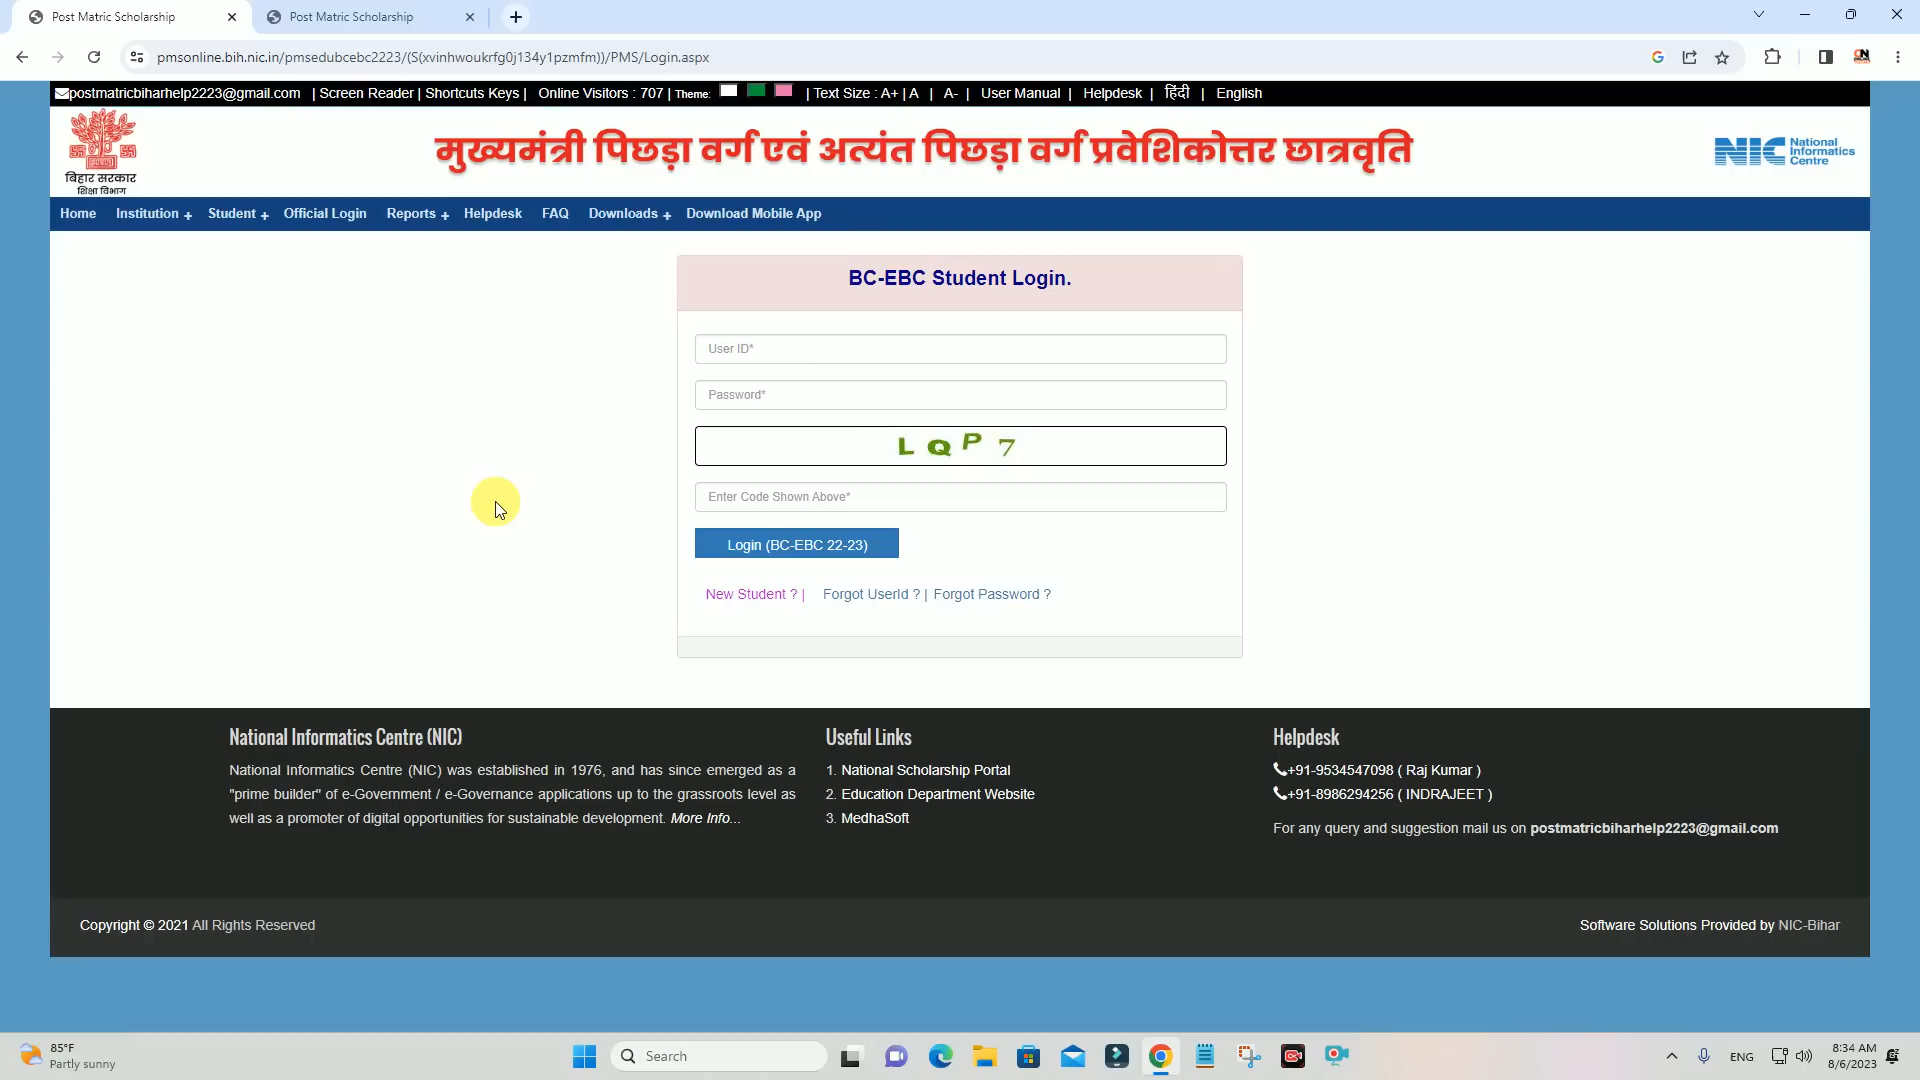 Post Matric Scholarship
Post Matric Scholarship
pmsonline.bih.nic.in/pmsedubcebc2223/(S(xvinhwoukrfg0j134y1pzmfm))/PMS/Login.aspx
postmatricbiharhelp2223@gmail.com | Screen Reader | Shortcuts Keys | Online Visitors : 707 | Theme: | Text Size : A+ | A | A- | User Manual | Helpdesk | हिंदी | English
मुख्यमंत्री पिछड़ा वर्ग एवं अत्यंत पिछड़ा वर्ग प्रवेशिकोत्तर छात्रवृति
बिहार सरकार
शिक्षा विभाग
NIC National
Informatics
Centre
Home Institution + Student + Official Login Reports + Helpdesk FAQ Downloads + Download Mobile App
BC-EBC Student Login.
User ID*
Password*
L Q P 7
Enter Code Shown Above*
Login (BC-EBC 22-23)
New Student ? | Forgot UserId ? | Forgot Password ?
National Informatics Centre (NIC)
National Informatics Centre (NIC) was established in 1976, and has since emerged as a
"prime builder" of e-Government / e-Governance applications up to the grassroots level as
well as a promoter of digital opportunities for sustainable development. More Info...
Useful Links
1. National Scholarship Portal
2. Education Department Website
3. MedhaSoft
Helpdesk
+91-9534547098 ( Raj Kumar )
+91-8986294256 ( INDRAJEET )
For any query and suggestion mail us on postmatricbiharhelp2223@gmail.com
Copyright © 2021 All Rights Reserved
Software Solutions Provided by NIC-Bihar
85°F
Partly sunny
Search
ENG
8:34 AM
8/6/2023